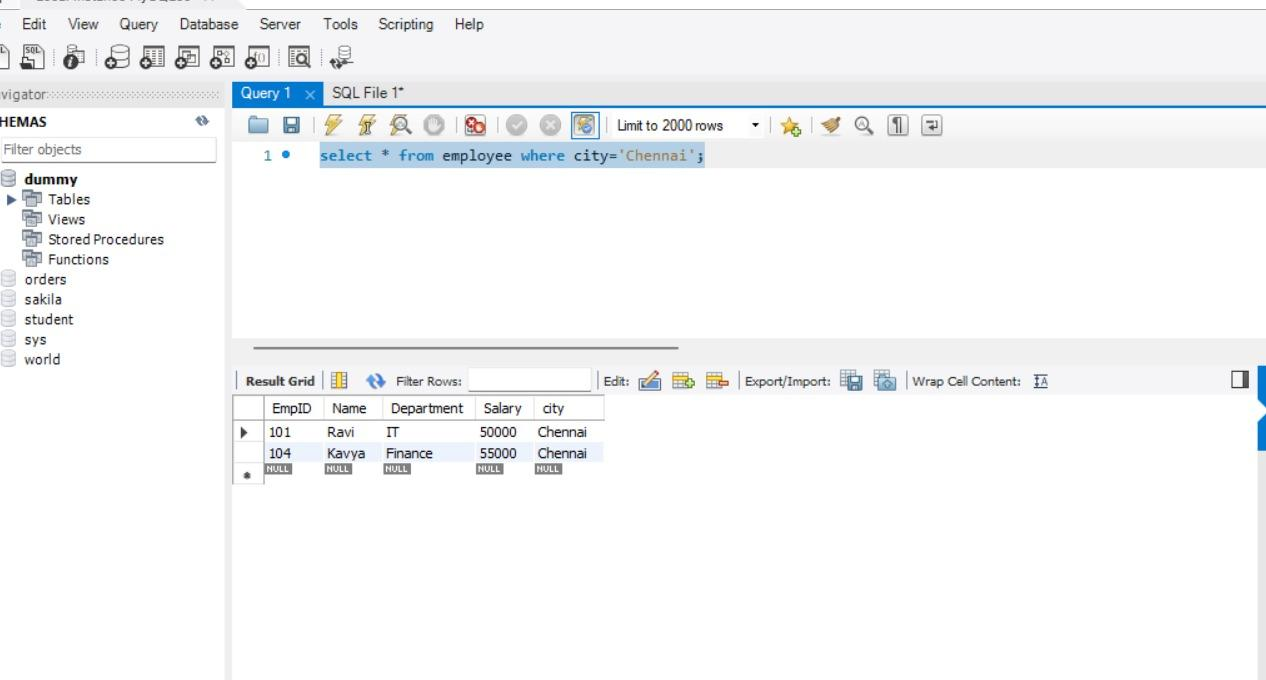 Edit View Query Database Server Tools Scripting Help
SQL
vigator
Query 1 SQL File 1*
HEMAS
Limit to 2000 rows
Filter objects
1 select * from employee where city='Chennai';
dummy
Tables
Views
Stored Procedures
Functions
orders
sakila
student
sys
world
Result Grid Filter Rows: Edit: Export/Import: Wrap Cell Content: IA
EmpID Name Department Salary city
101 Ravi IT 50000 Chennai
104 Kavya Finance 55000 Chennai
NULL NULL NULL NULL NULL